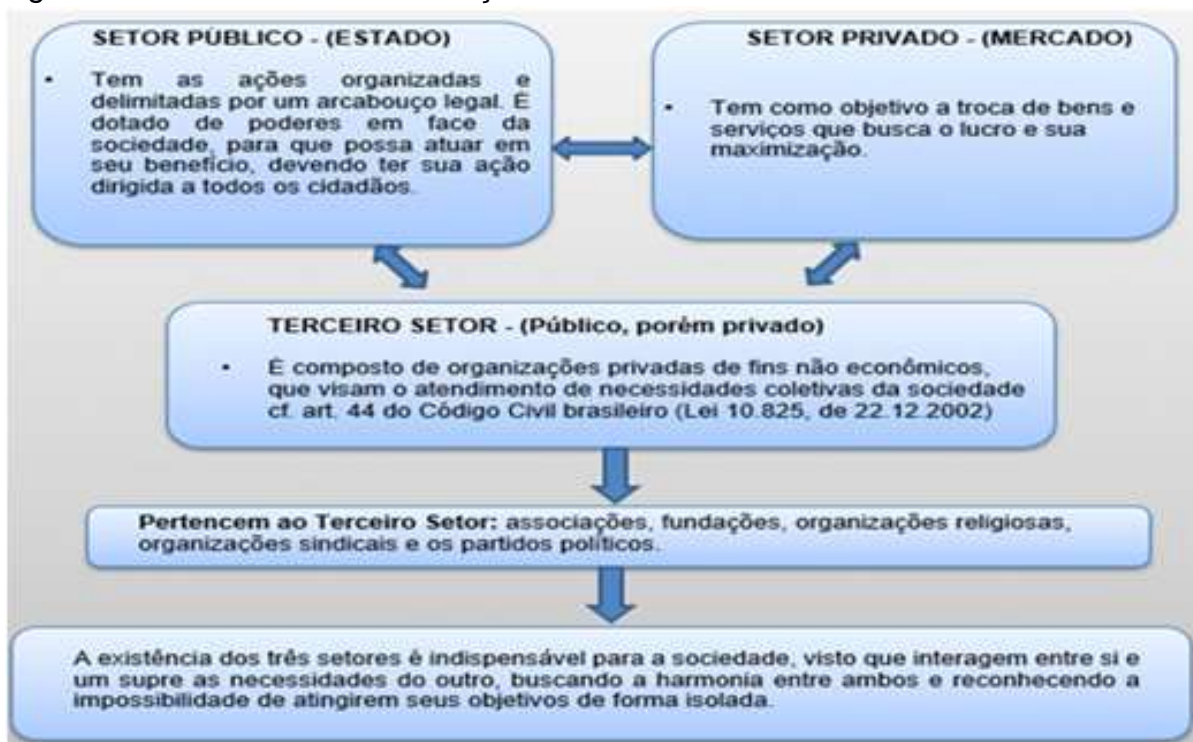 SETOR PÚBLICO - (ESTADO)
• Tem as ações organizadas e
delimitadas por um arcabouço legal. É
dotado de poderes em face da
sociedade, para que possa atuar em
seu benefício, devendo ter sua ação
dirigida a todos os cidadãos.
SETOR PRIVADO - (MERCADO)
• Tem como objetivo a troca de bens e
serviços que busca o lucro e sua
maximização.
TERCEIRO SETOR - (Público, porém privado)
• É composto de organizações privadas de fins não econômicos,
que visam o atendimento de necessidades coletivas da sociedade
cf. art. 44 do Código Civil brasileiro (Lei 10.825, de 22.12.2002)
Pertencem ao Terceiro Setor: associações, fundações, organizações religiosas,
organizações sindicais e os partidos políticos.
A existência dos três setores é indispensável para a sociedade, visto que interagem entre si e
um supre as necessidades do outro, buscando a harmonia entre ambos e reconhecendo a
impossibilidade de atingirem seus objetivos de forma isolada.